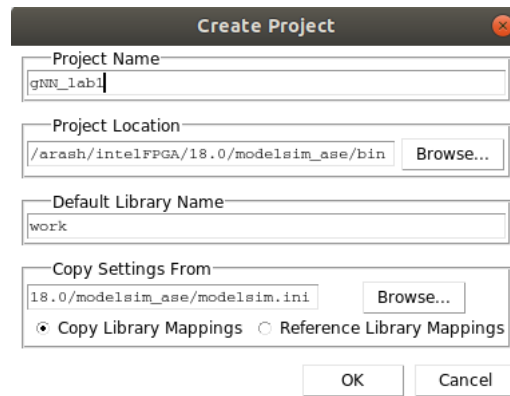 Create Project
Project Name
gNN_lab1
Project Location
/arash/intelFPGA/18.0/modelsim_ase/bin Browse...
Default Library Name
work
Copy Settings From
18.0/modelsim_ase/modelsim.ini Browse...
Copy Library Mappings Reference Library Mappings
OK Cancel